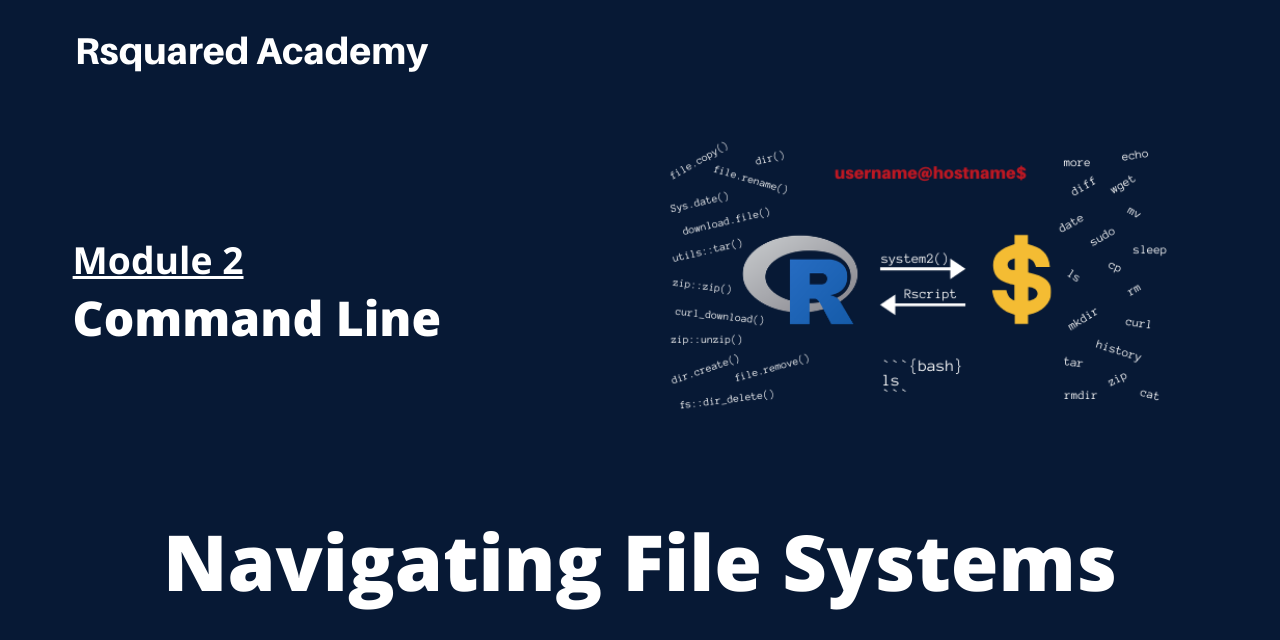 Rsquared Academy
Module 2
Command Line
file.copy()
dir()
file.rename()
Sys.date()
download.file()
utils::tar()
zip::zip()
curl_download()
zip::unzip()
dir.create()
file.remove()
fs::dir_delete()
username@hostname$
R
system2()
Rscript
$
```{bash}
ls
```
more
echo
diff
wget
date
mv
sudo
sleep
ls
cp
rm
mkdir
curl
history
tar
zip
rmdir
cat
Navigating File Systems